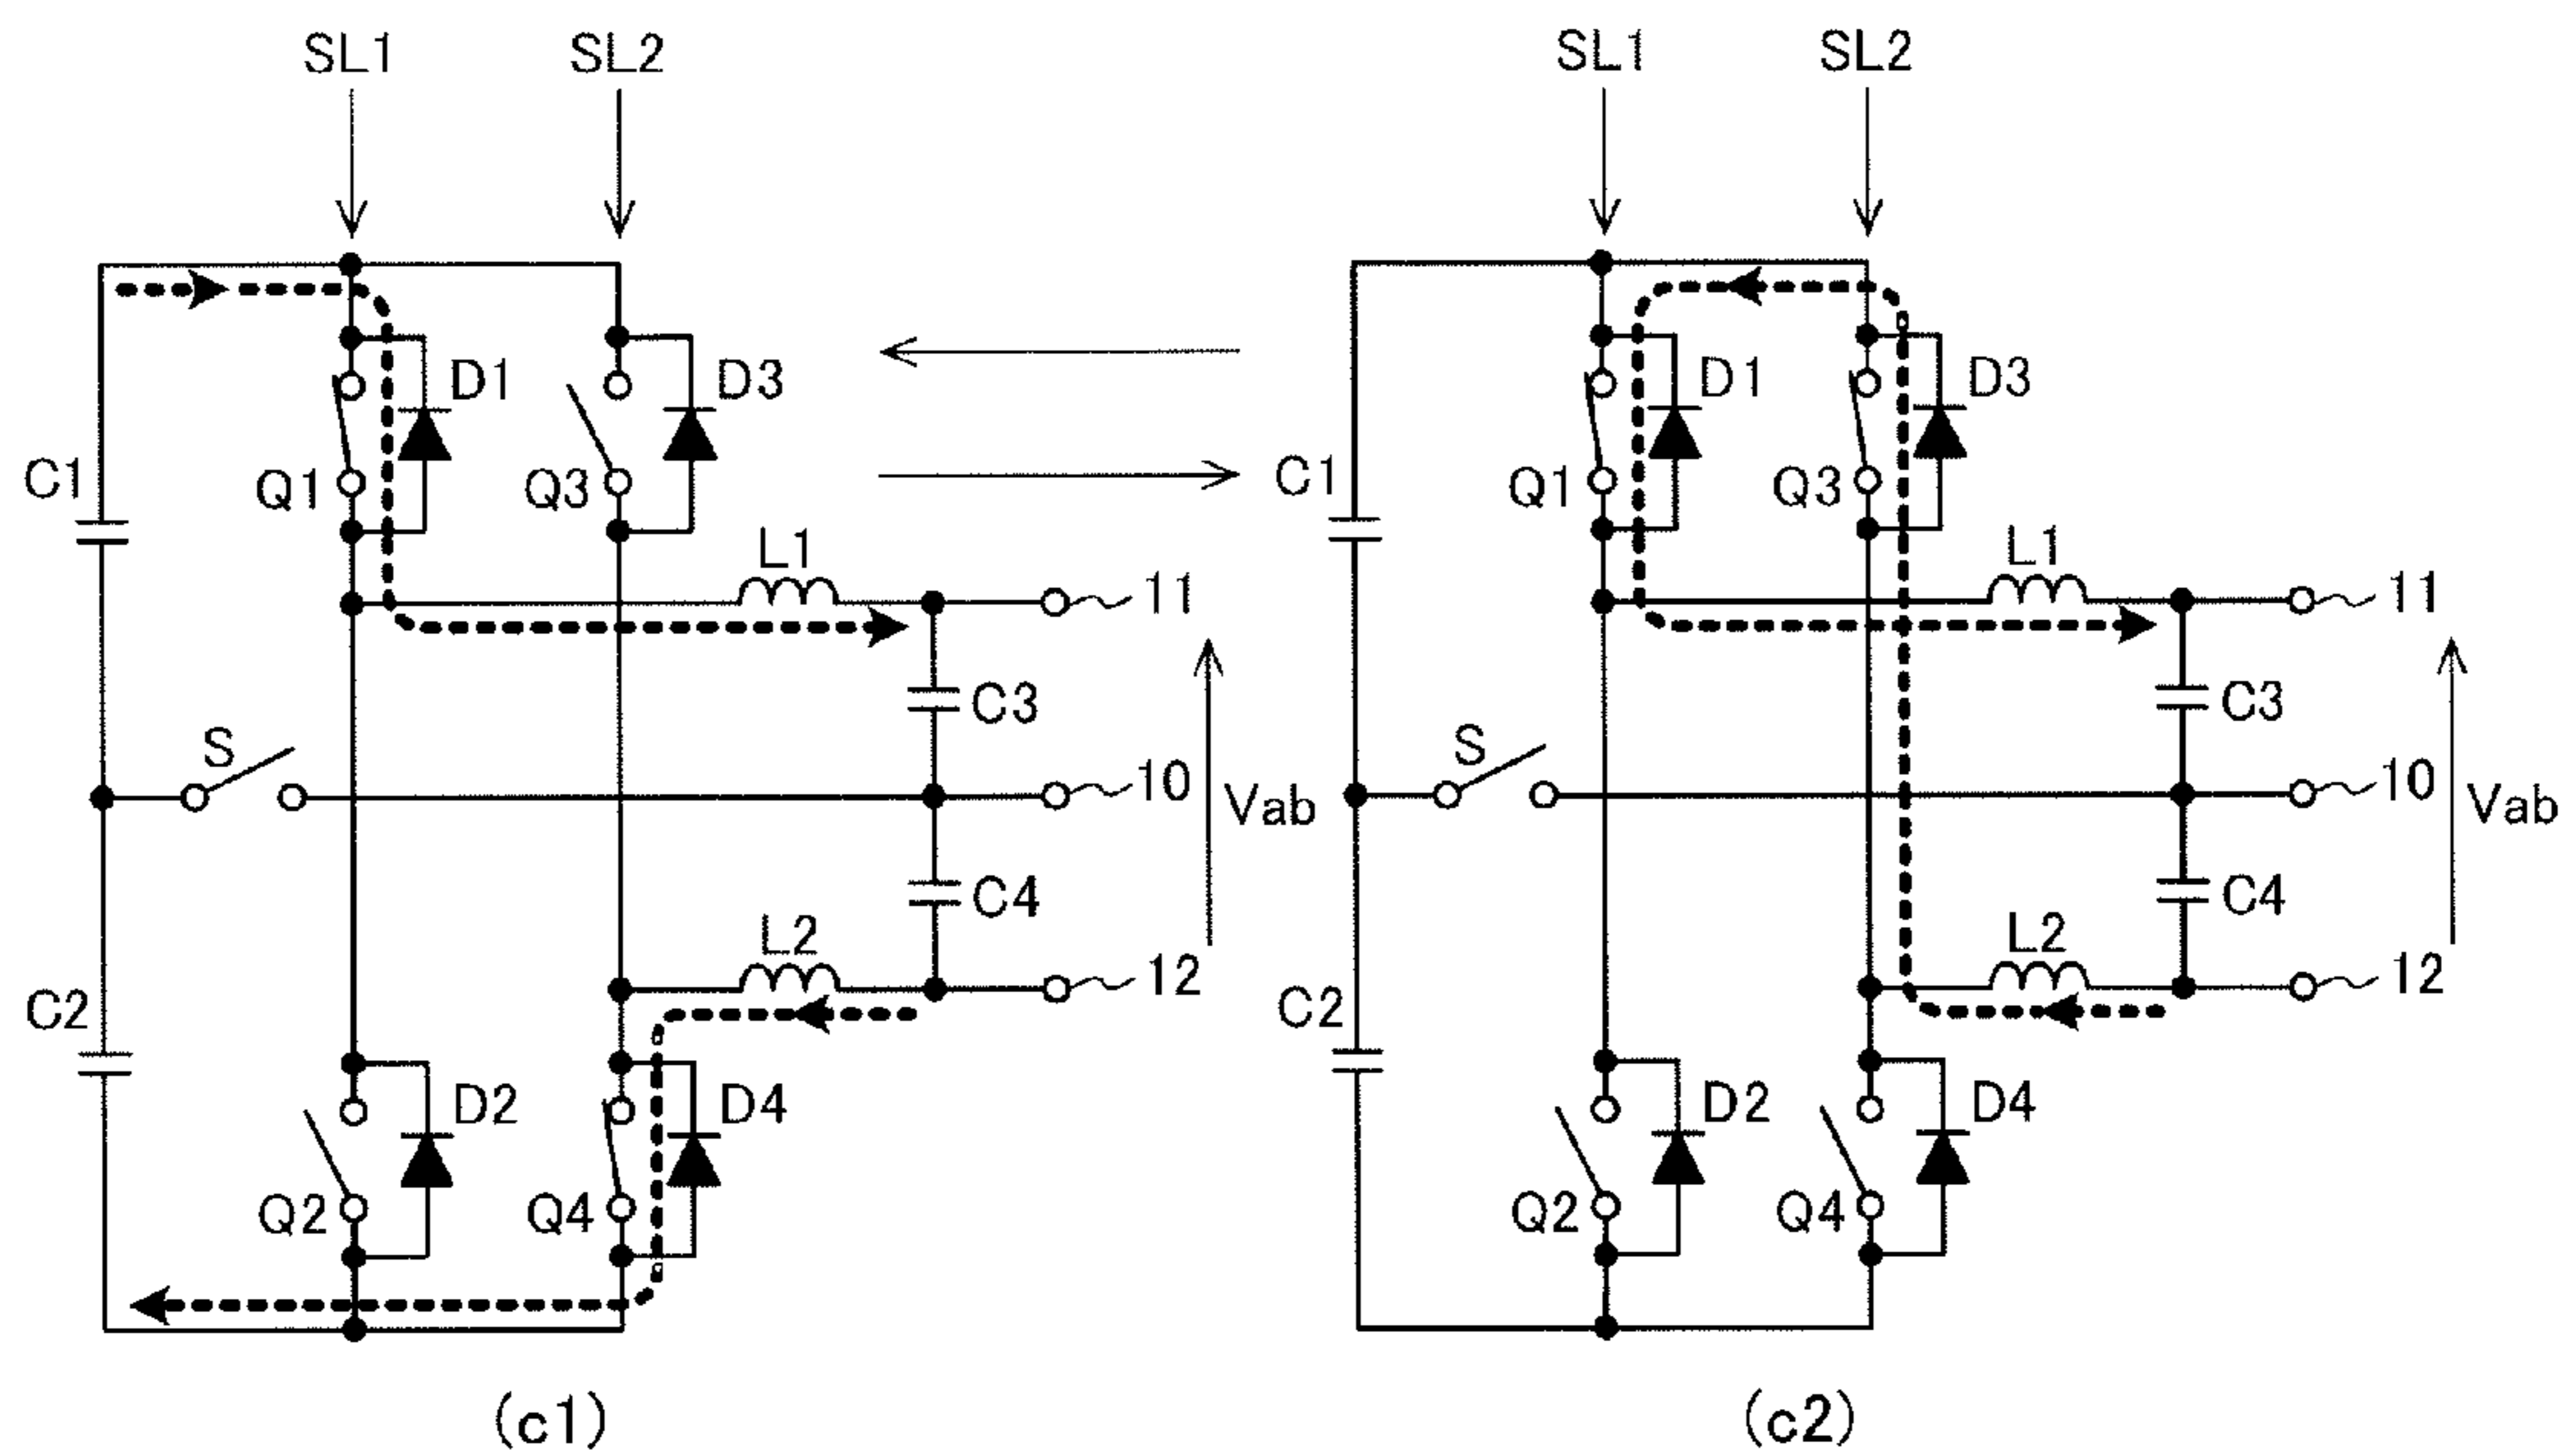 SL1 SL2
D1 D3
C1 Q1 Q3
L1
11
C3
S
10
Vab
C4
L2
12
C2
D2 D4
Q2 Q4
(c1)
SL1 SL2
D1 D3
C1 Q1 Q3
L1
11
C3
S
10
Vab
C4
L2
12
C2
D2 D4
Q2 Q4
(c2)